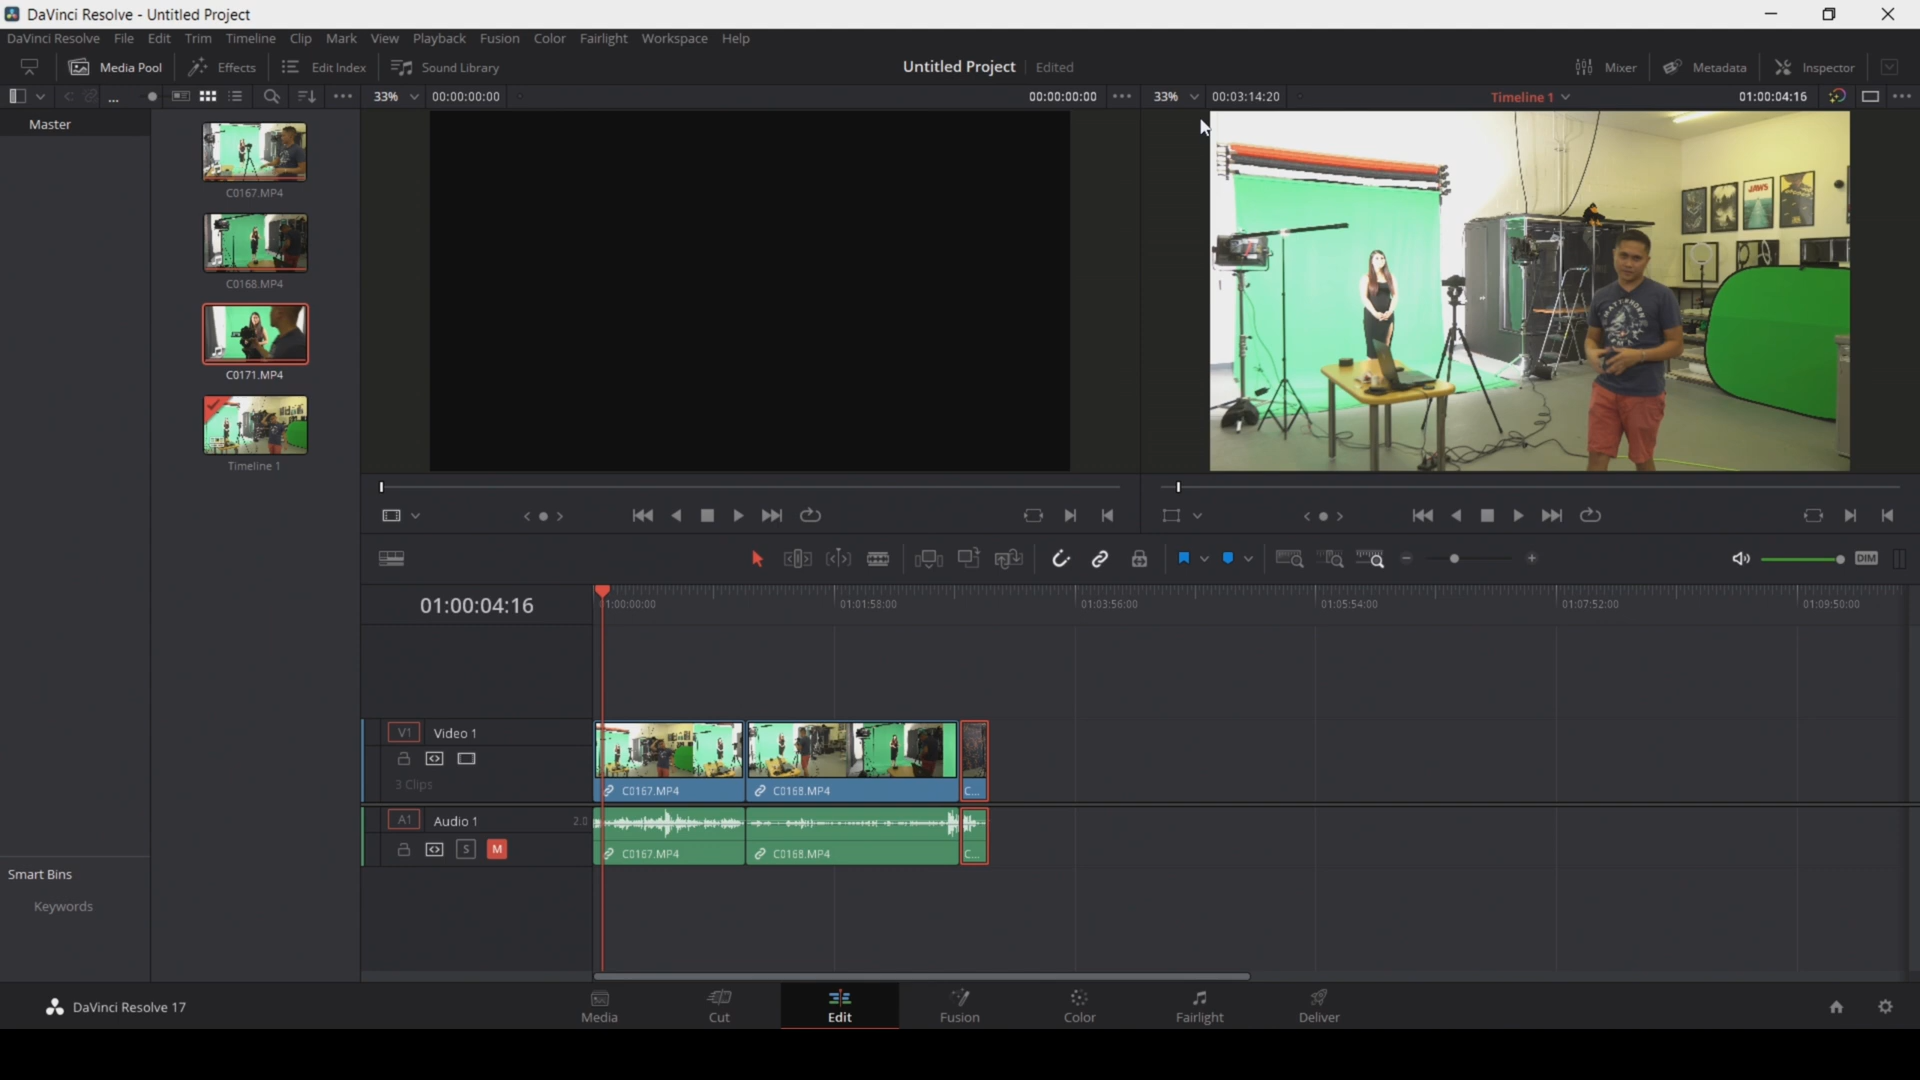 DaVinci Resolve - Untitled Project
DaVinci Resolve File Edit Trim Timeline Clip Mark View Playback Fusion Color Fairlight Workspace Help
Media Pool Effects Edit Index Sound Library Untitled Project Edited Mixer Metadata Inspector
33% 00:00:00:00 00:00:00:00 33% 00:03:14:20 Timeline 1 01:00:04:16
Master
C0167.MP4
C0168.MP4
C0171.MP4
Timeline 1
JAWS
DIM
01:00:04:16 01:00:00:00 01:01:58:00 01:03:56:00 01:05:54:00 01:07:52:00 01:09:50:00
V1 Video 1
3 Clips
C0167.MP4 C0168.MP4 C...
A1 Audio 1 2.0
S M
C0167.MP4 C0168.MP4 C...
Smart Bins
Keywords
DaVinci Resolve 17
Media Cut Edit Fusion Color Fairlight Deliver